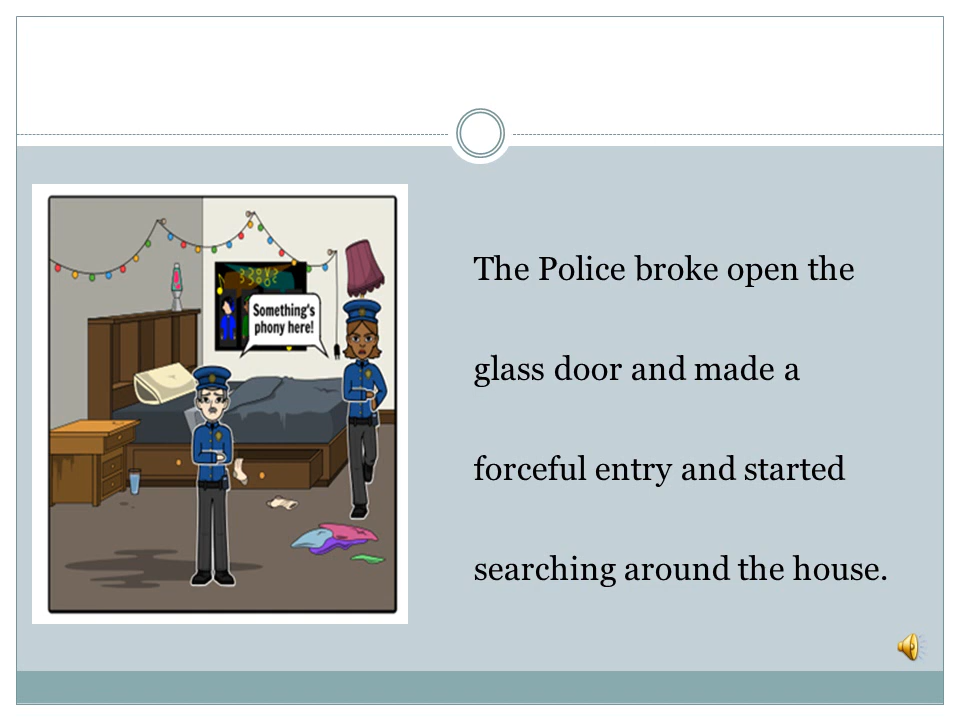 Something's
phony here!
The Police broke open the
glass door and made a
forceful entry and started
searching around the house.